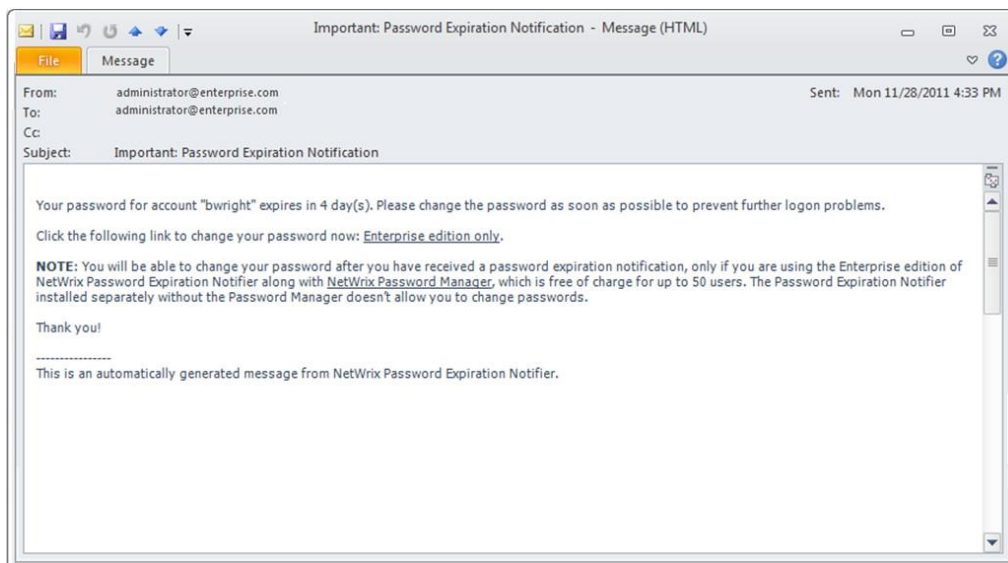 Important: Password Expiration Notification - Message (HTML)
File Message
From: administrator@enterprise.com Sent: Mon 11/28/2011 4:33 PM
To: administrator@enterprise.com
Cc:
Subject: Important: Password Expiration Notification
Your password for account "bwright" expires in 4 day(s). Please change the password as soon as possible to prevent further logon problems.
Click the following link to change your password now: Enterprise edition only.
NOTE: You will be able to change your password after you have received a password expiration notification, only if you are using the Enterprise edition of
NetWrix Password Expiration Notifier along with NetWrix Password Manager, which is free of charge for up to 50 users. The Password Expiration Notifier
installed separately without the Password Manager doesn't allow you to change passwords.
Thank you!
----------------
This is an automatically generated message from NetWrix Password Expiration Notifier.